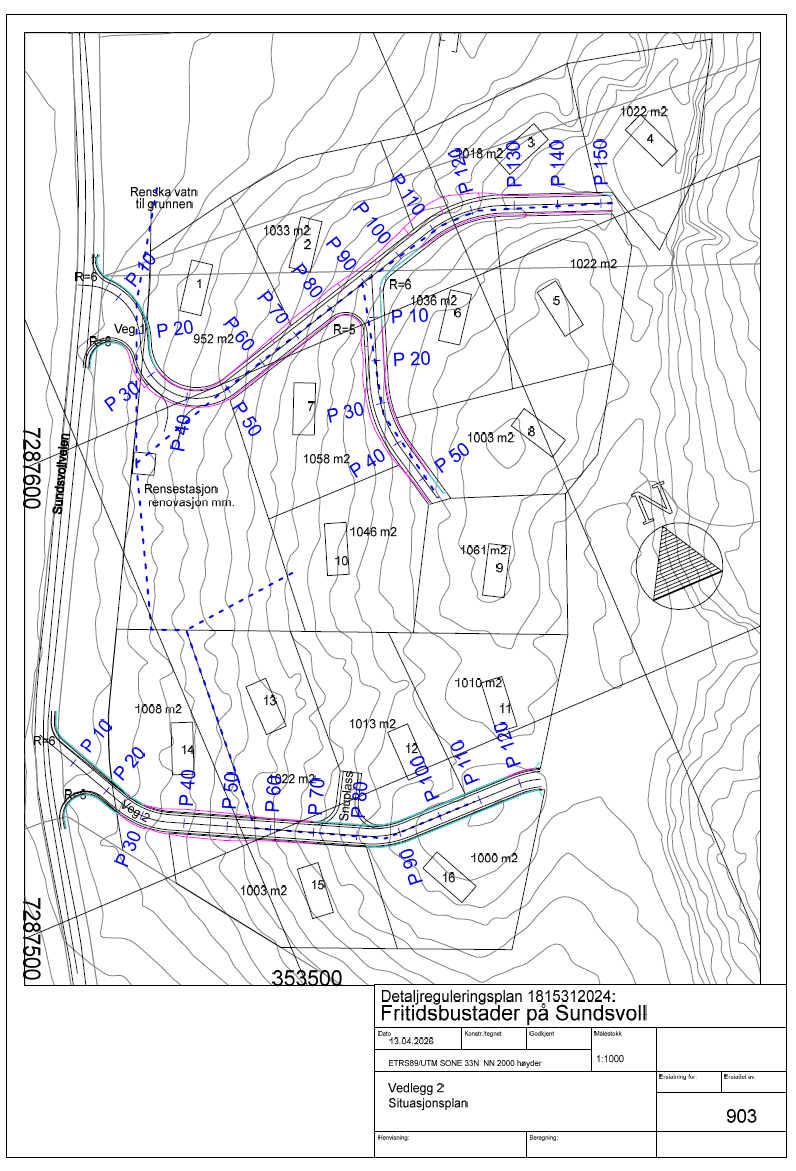 1022 m2
4
3
1018 m2
P 120
P 130
P 140
P 150
Renska vatn
til grunnen
P 110
P 100
1033 m2
2
P 90
1022 m2
P 10
R=6
1
P 80
R=6
1036 m2
6
5
P 70
P 10
R=5
Veg 1
P 20
952 m2
P 60
R=6
P 20
P 30
P 40
P 50
7
P 30
1003 m2
8
1058 m2
P 40
P 50
Sundsvollveien
7287600
Rensestasjon
renovasjon mm.
N
1046 m2
10
1061 m2
9
1010 m2
11
13
1008 m2
14
1013 m2
12
R=6
P 10
P 20
P 40
P 50
P 60
1022 m2
P 70
Snuplass
P 80
P 100
P 110
P 120
R=6
Veg 2
P 30
P 90
1000 m2
16
1003 m2
15
7287500
353500
Detaljreguleringsplan 1815312024:
Fritidsbustader på Sundsvoll
Dato
13.04.2026
Konstr./tegnet
Godkjent
Målestokk
1:1000
ETRS89/UTM SONE 33N NN 2000 høyder
Vedlegg 2
Situasjonsplan
Erstatning for:
Erstattet av:
903
Henvisning:
Beregning: